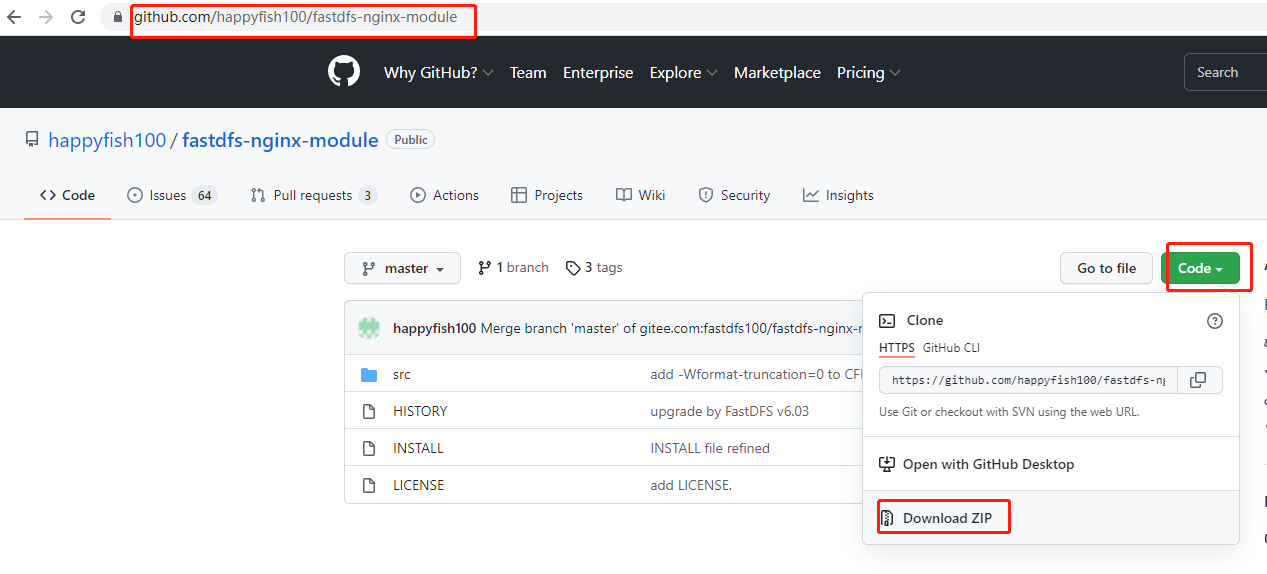 github.com/happyfish100/fastdfs-nginx-module
Why GitHub? Team Enterprise Explore Marketplace Pricing Search
happyfish100 / fastdfs-nginx-module Public
Code Issues 64 Pull requests 3 Actions Projects Wiki Security Insights
master 1 branch 3 tags Go to file Code
happyfish100 Merge branch 'master' of gitee.com:fastdfs100/fastdfs-nginx-
src add -Wformat-truncation=0 to CF
HISTORY upgrade by FastDFS v6.03
INSTALL INSTALL file refined
LICENSE add LICENSE.
Clone
HTTPS GitHub CLI
https://github.com/happyfish100/fastdfs-ng
Use Git or checkout with SVN using the web URL.
Open with GitHub Desktop
Download ZIP